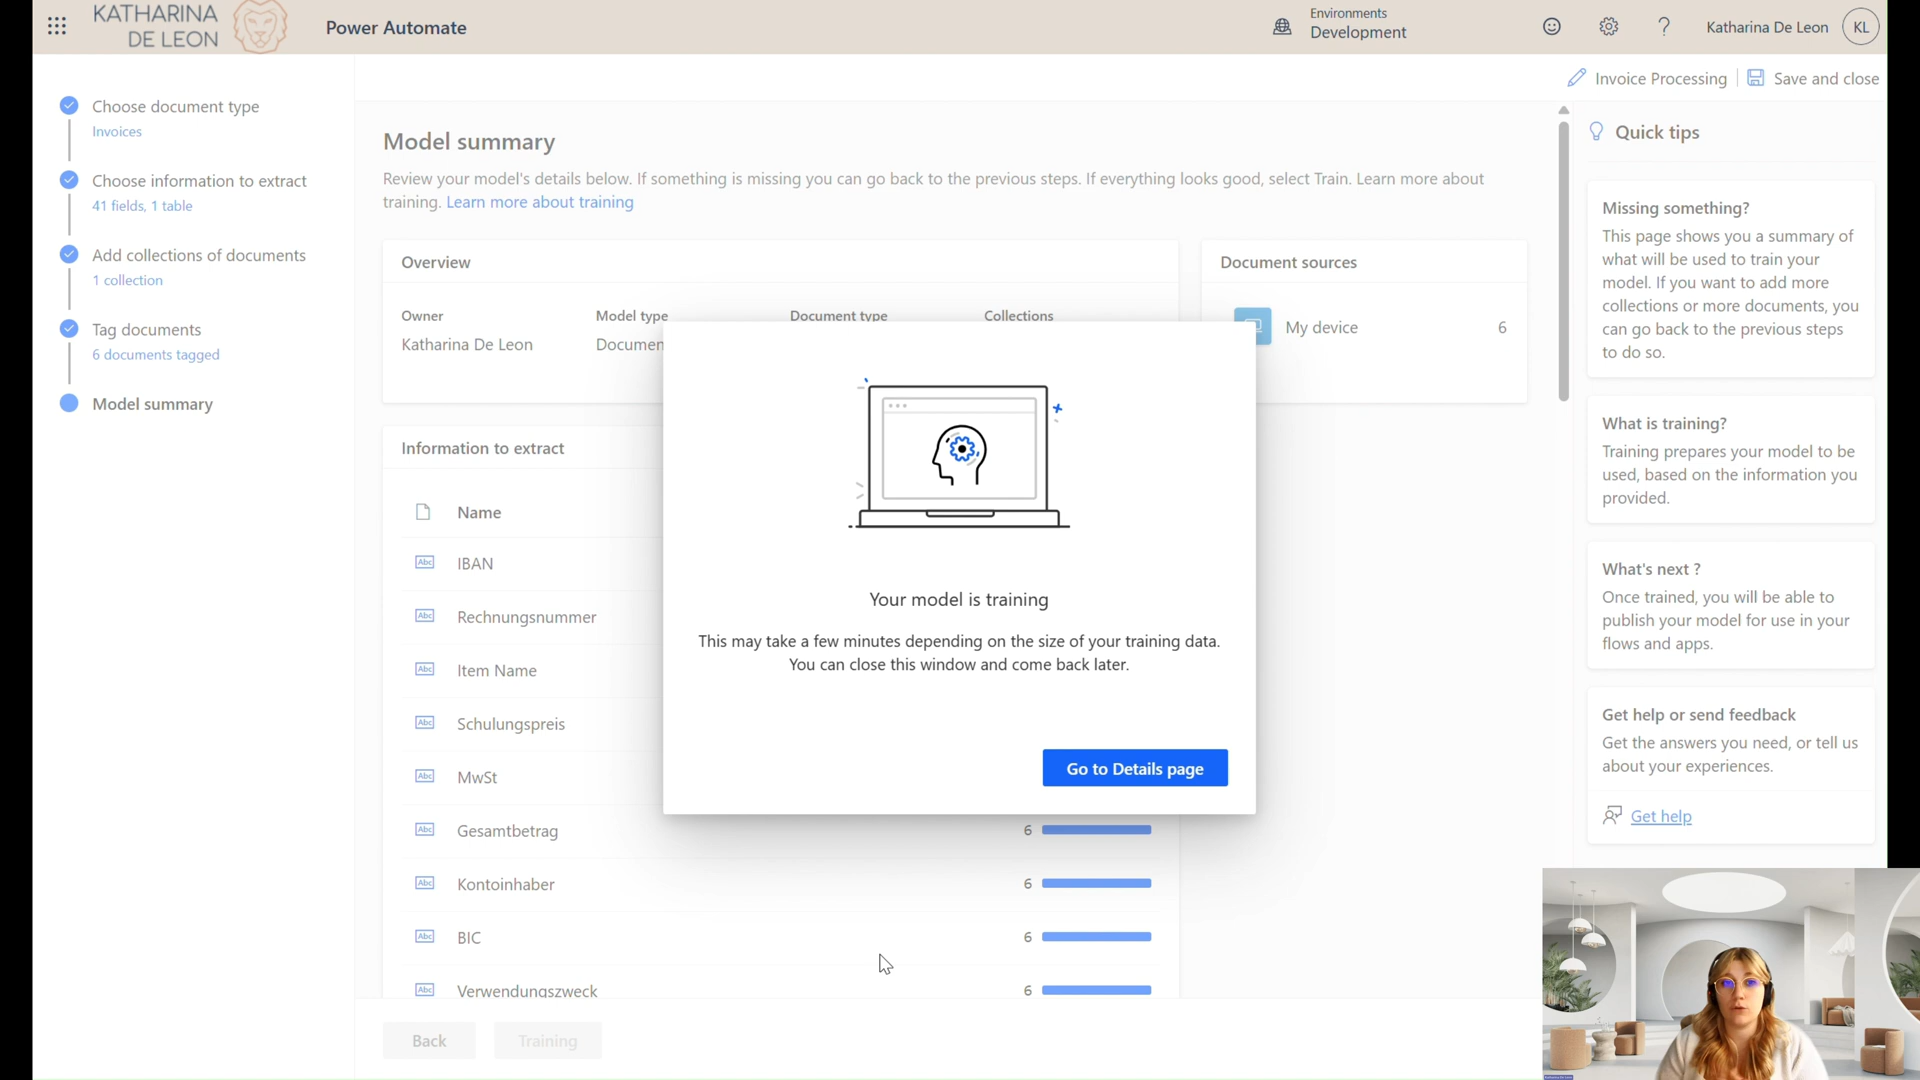 KATHARINA
DE LEON
Power Automate
Environments
Development
Katharina De Leon
KL
Invoice Processing
Save and close
Choose document type
Invoices
Choose information to extract
41 fields, 1 table
Add collections of documents
1 collection
Tag documents
6 documents tagged
Model summary
Model summary
Review your model's details below. If something is missing you can go back to the previous steps. If everything looks good, select Train. Learn more about
training. Learn more about training
Overview
Owner
Model type
Document type
Collections
Katharina De Leon
Documen
Document sources
My device
6
Information to extract
Name
Abc
IBAN
Abc
Rechnungsnummer
Abc
Item Name
Abc
Schulungspreis
Abc
MwSt
Abc
Gesamtbetrag
6
Abc
Kontoinhaber
6
Abc
BIC
6
Abc
Verwendungszweck
6
Your model is training
This may take a few minutes depending on the size of your training data.
You can close this window and come back later.
Go to Details page
Back
Training
Quick tips
Missing something?
This page shows you a summary of
what will be used to train your
model. If you want to add more
collections or more documents, you
can go back to the previous steps
to do so.
What is training?
Training prepares your model to be
used, based on the information you
provided.
What's next ?
Once trained, you will be able to
publish your model for use in your
flows and apps.
Get help or send feedback
Get the answers you need, or tell us
about your experiences.
Get help